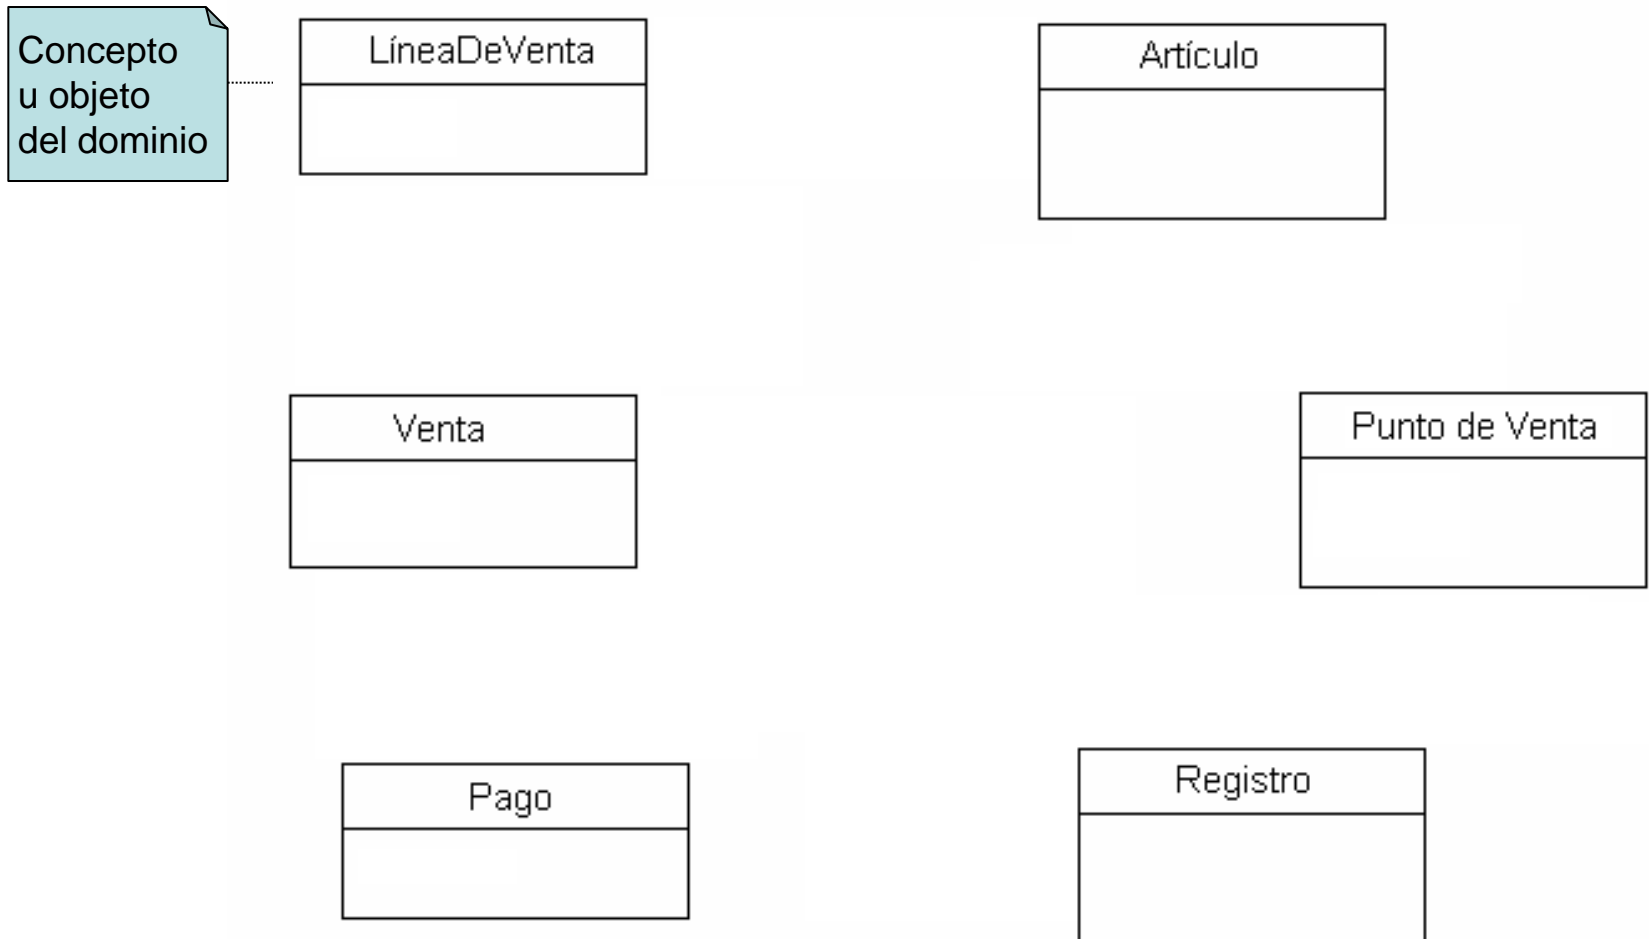 Concepto
u objeto
del dominio
LíneaDeVenta
Artículo
Venta
Punto de Venta
Pago
Registro